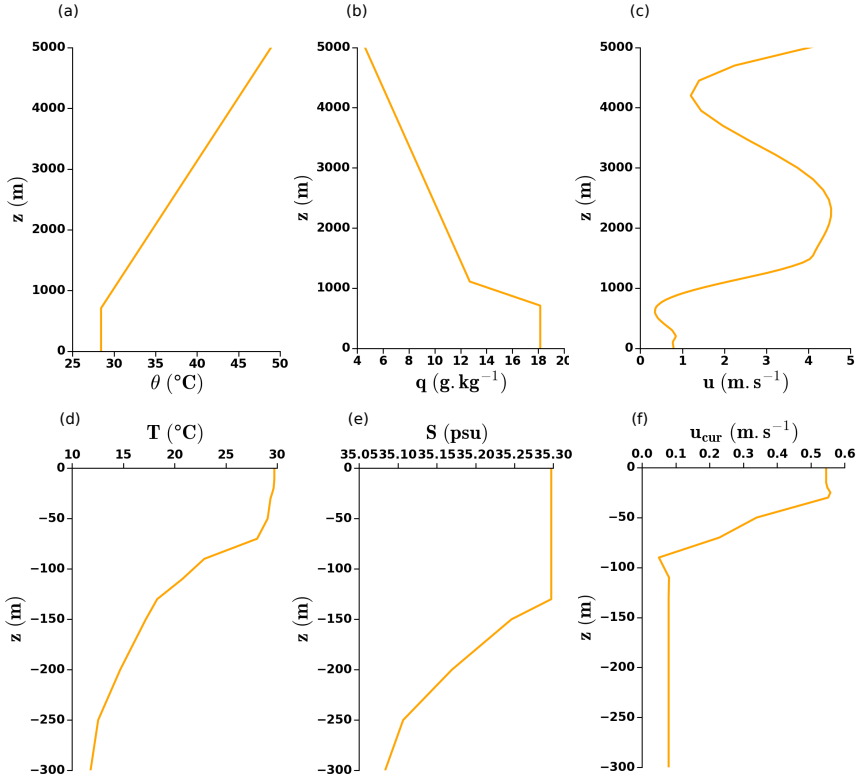 (a)
(b)
(c)
5000
4000
3000
2000
1000
0
z (m)
25 30 35 40 45 50
θ (°C)
5000
4000
3000
2000
1000
0
z (m)
4 6 8 10 12 14 16 18 20
q (g.kg⁻¹)
5000
4000
3000
2000
1000
0
z (m)
0 1 2 3 4 5
u (m.s⁻¹)
(d)
T (°C)
10 15 20 25 30
0
−50
−100
−150
−200
−250
−300
z (m)
(e)
S (psu)
35.05 35.10 35.15 35.20 35.25 35.30
0
−50
−100
−150
−200
−250
−300
z (m)
(f)
u_cur (m.s⁻¹)
0.0 0.1 0.2 0.3 0.4 0.5 0.6
0
−50
−100
−150
−200
−250
−300
z (m)